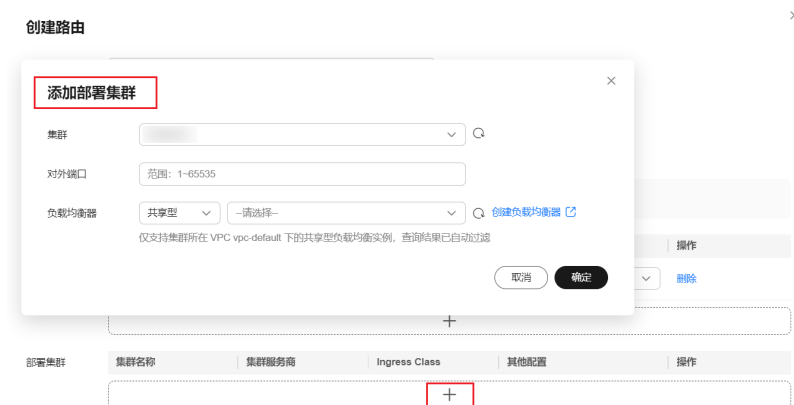 创建路由
添加部署集群
集群
对外端口 范围：1~65535
负载均衡器 共享型 --请选择-- 创建负载均衡器
仅支持集群所在 VPC vpc-default 下的共享型负载均衡实例，查询结果已自动过滤
操作
取消 确定
删除
部署集群 集群名称 集群服务商 Ingress Class 其他配置 操作